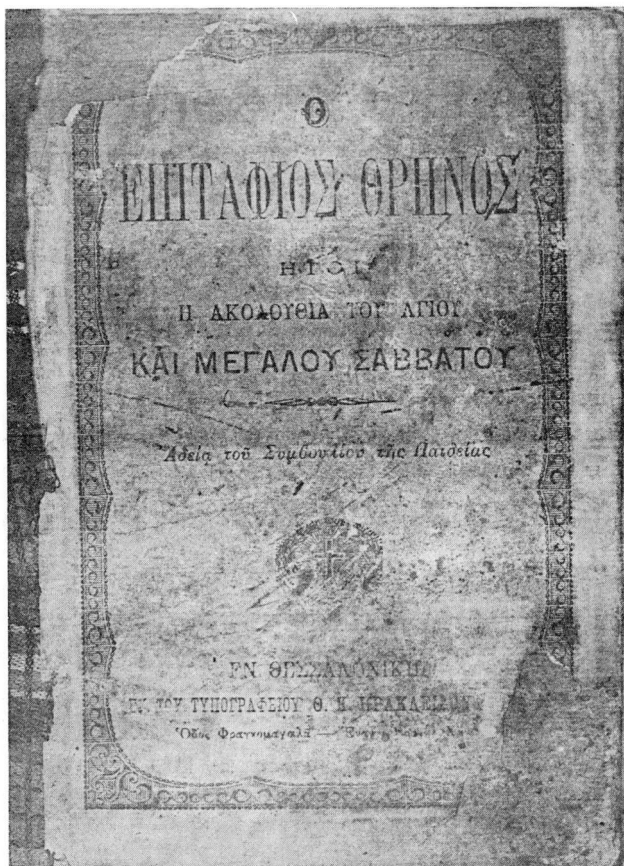 Ο
ΕΠΙΤΑΦΙΟΣ ΘΡΗΝΟΣ
ΗΤΟΙ
Η ΑΚΟΛΟΥΘΙΑ ΤΟΥ ΑΓΙΟΥ
ΚΑΙ ΜΕΓΑΛΟΥ ΣΑΒΒΑΤΟΥ
Ἀδείᾳ τοῦ Συμβουλίου τῆς Παιδείας
ΕΝ ΘΕΣΣΑΛΟΝΙΚΗ
ΕΚ ΤΟΥ ΤΥΠΟΓΡΑΦΕΙΟΥ Θ.
Ὁδὸς Φραγκομαχαλᾶ —